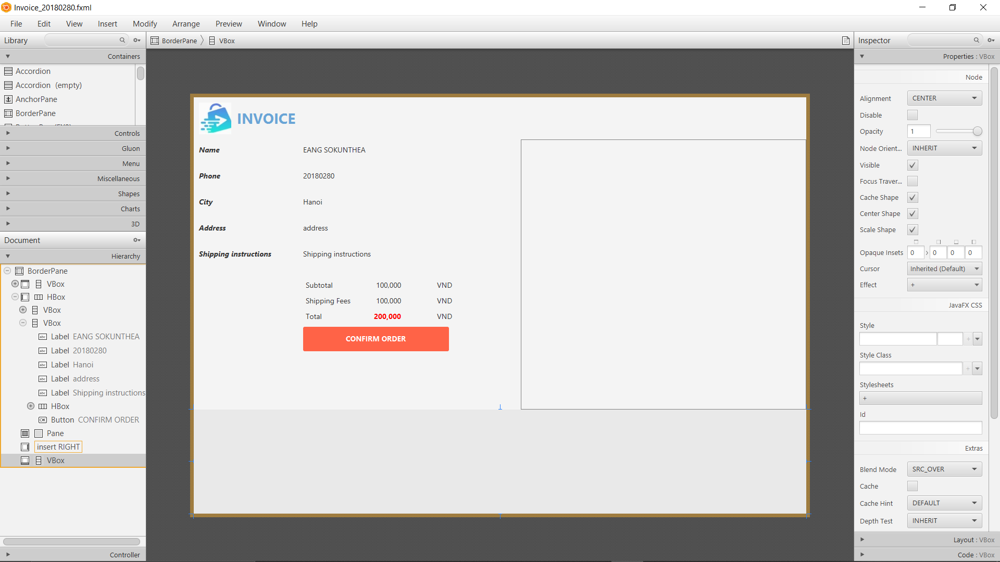 Invoice_20180280.fxml
File Edit View Insert Modify Arrange Preview Window Help
Library
Containers
Accordion
Accordion (empty)
AnchorPane
BorderPane
Controls
Gluon
Menu
Miscellaneous
Shapes
Charts
3D
Document
Hierarchy
BorderPane
VBox
HBox
VBox
VBox
Label EANG SOKUNTHEA
Label 20180280
Label Hanoi
Label address
Label Shipping instructions
HBox
OK Button CONFIRM ORDER
Pane
insert RIGHT
VBox
Controller
BorderPane VBox
INVOICE
Name EANG SOKUNTHEA
Phone 20180280
City Hanoi
Address address
Shipping instructions Shipping instructions
Subtotal 100,000 VND
Shipping Fees 100,000 VND
Total 200,000 VND
CONFIRM ORDER
Inspector
Properties : VBox
Node
Alignment CENTER
Disable
Opacity 1
Node Orient... INHERIT
Visible
Focus Traver...
Cache Shape
Center Shape
Scale Shape
Opaque Insets 0 0 0 0
Cursor Inherited (Default)
Effect +
JavaFX CSS
Style
+
Style Class
+
Stylesheets
+
Id
Extras
Blend Mode SRC_OVER
Cache
Cache Hint DEFAULT
Depth Test INHERIT
Layout : VBox
Code : VBox